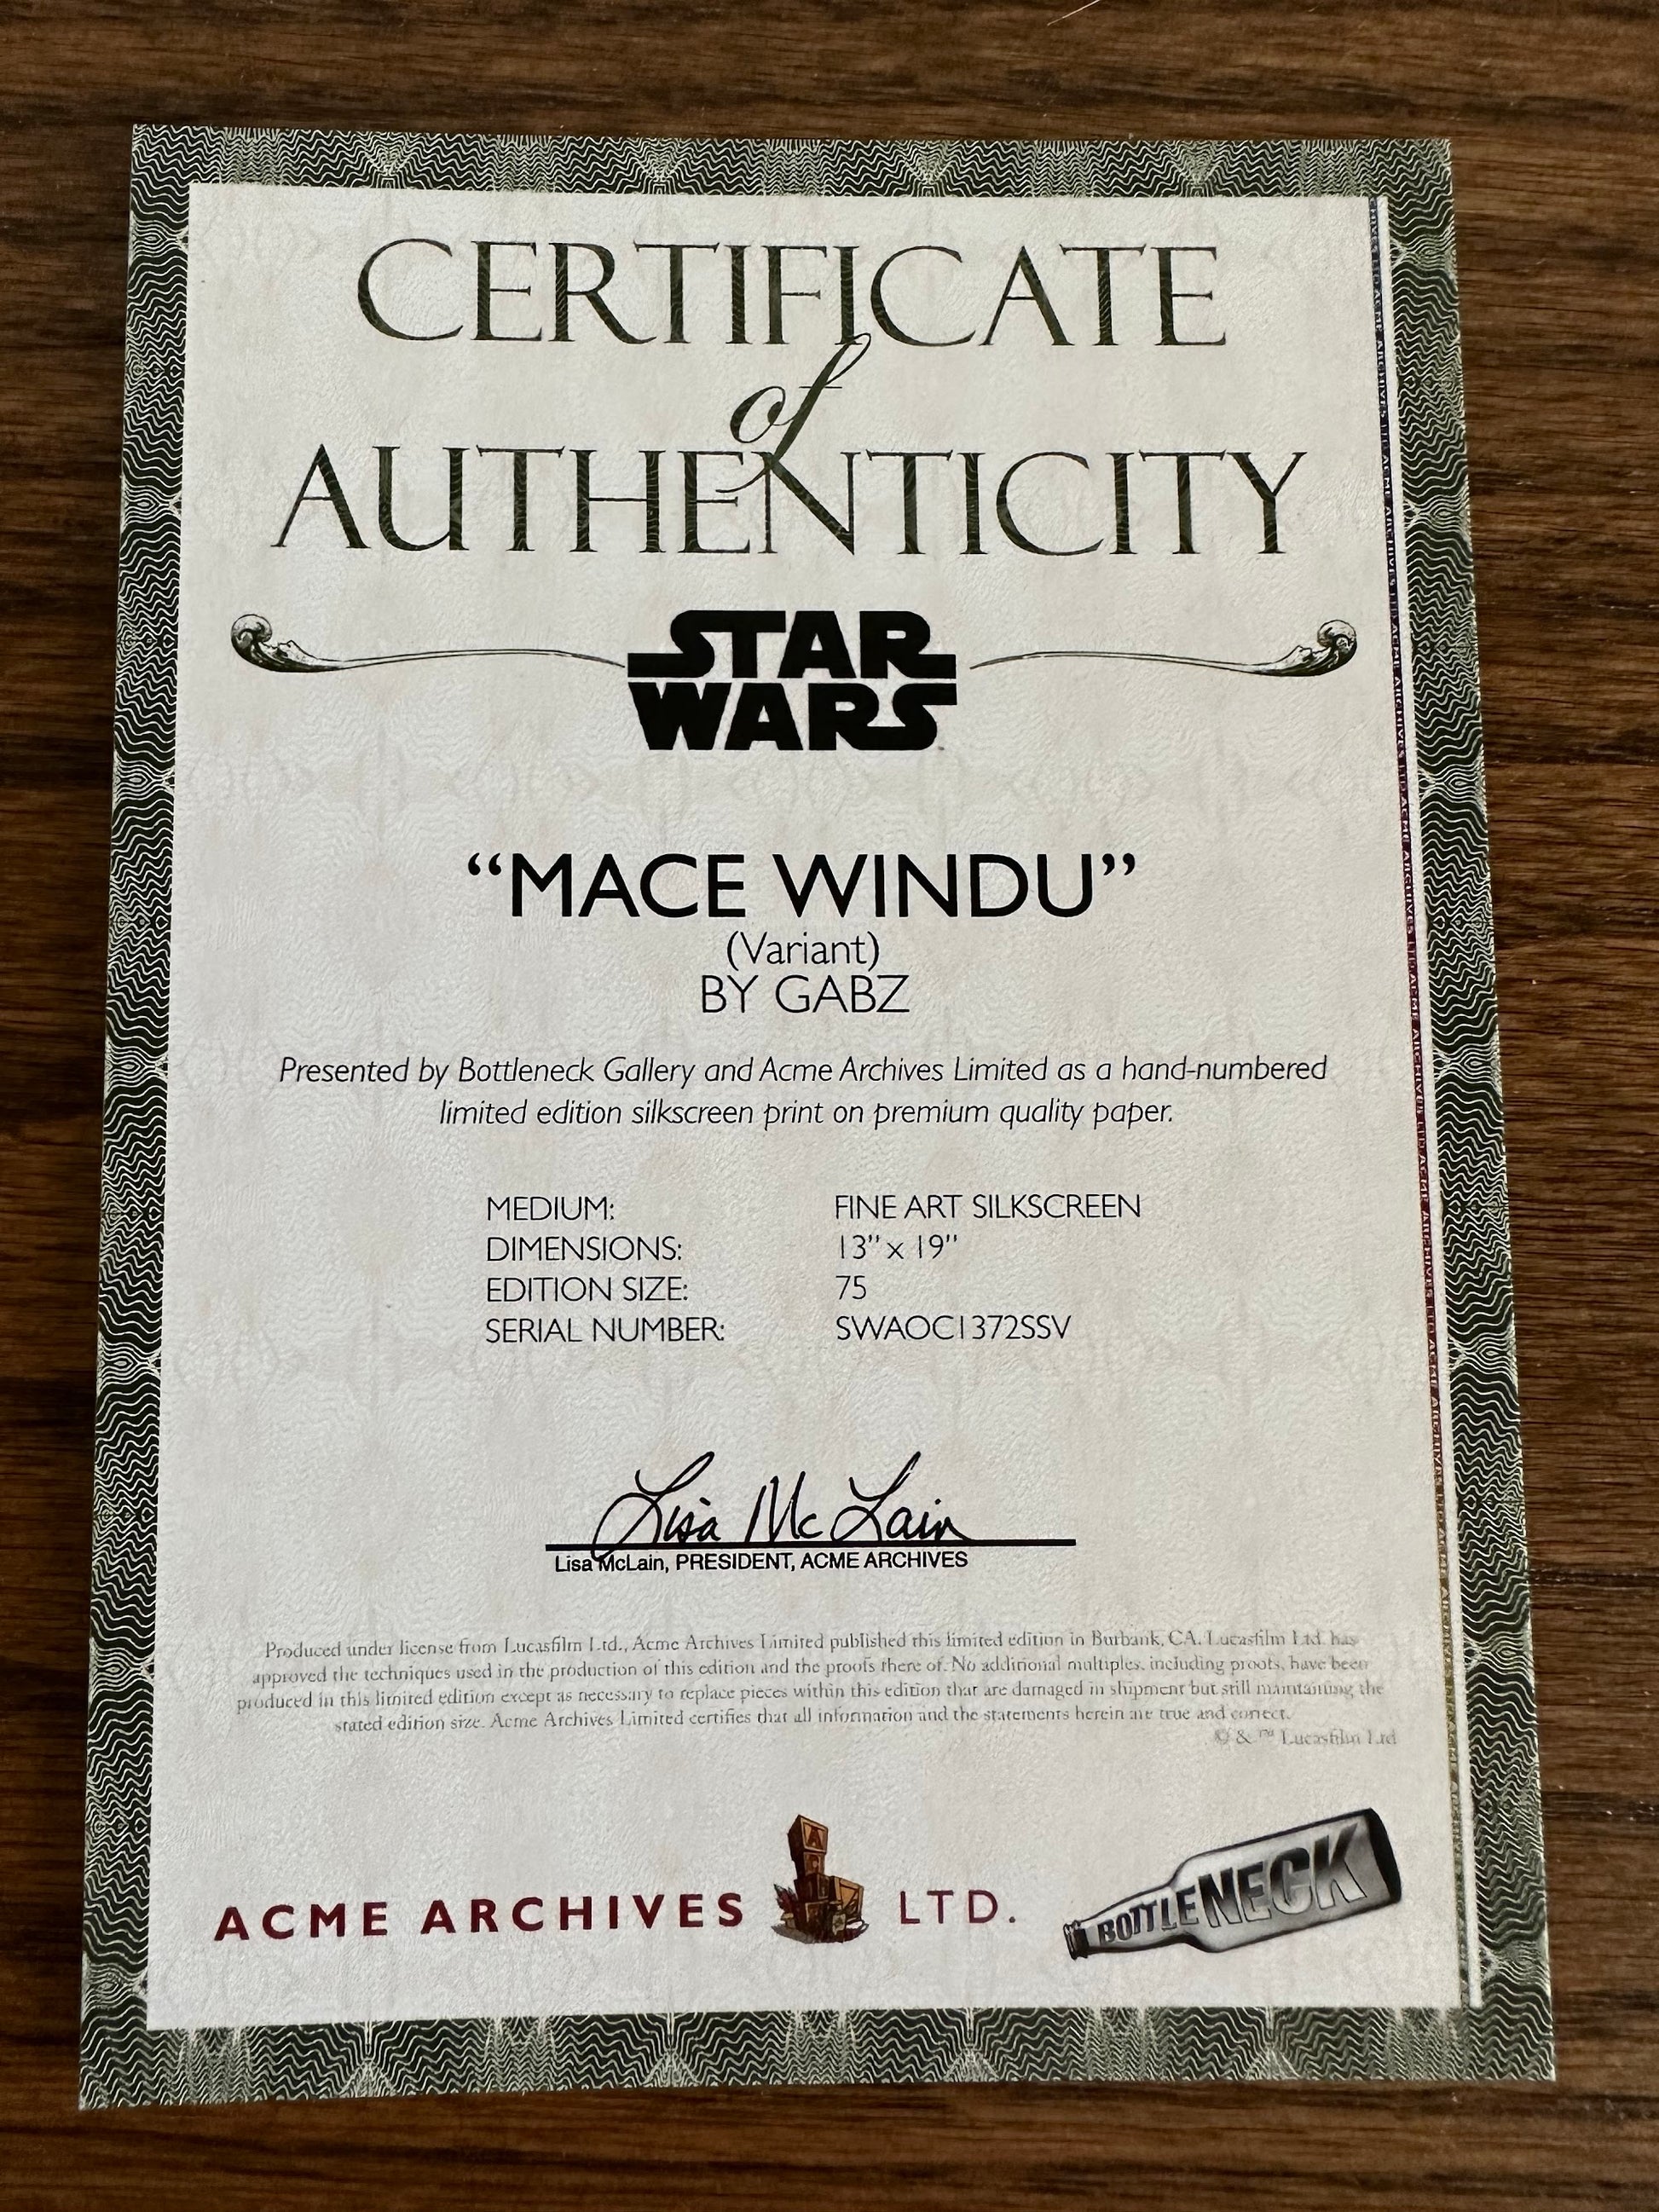 CERTIFICATE
of
AUTHENTICITY
STAR
WARS
“MACE WINDU”
(Variant)
BY GABZ
Presented by Bottleneck Gallery and Acme Archives Limited as a hand-numbered
limited edition silkscreen print on premium quality paper.
MEDIUM: FINE ART SILKSCREEN
DIMENSIONS: 13" x 19"
EDITION SIZE: 75
SERIAL NUMBER: SWAOC1372SSV
Lisa McLain
Lisa McLain, PRESIDENT, ACME ARCHIVES
Produced under license from Lucasfilm Ltd., Acme Archives Limited published this limited edition in Burbank, CA. Lucasfilm Ltd. has
approved the techniques used in the production of this edition and the proofs there of. No additional multiples, including proofs, have been
produced in this limited edition except as necessary to replace pieces within this edition that are damaged in shipment but still maintaining the
stated edition size. Acme Archives Limited certifies that all information and the statements herein are true and correct.
© & ™ Lucasfilm Ltd
ACME ARCHIVES LTD.
BOTTLENECK